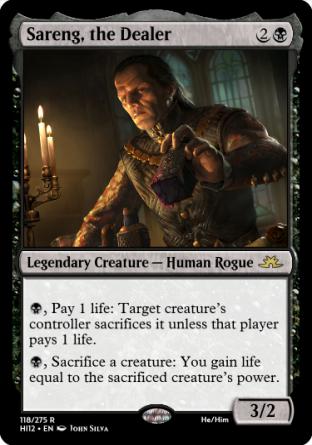 Sareng, the Dealer 2
Legendary Creature — Human Rogue
, Pay 1 life: Target creature's
controller sacrifices it unless that player
pays 1 life.
, Sacrifice a creature: You gain life
equal to the sacrificed creature's power.
3/2
118/275 R He/Him
HI12 • EN John Silva